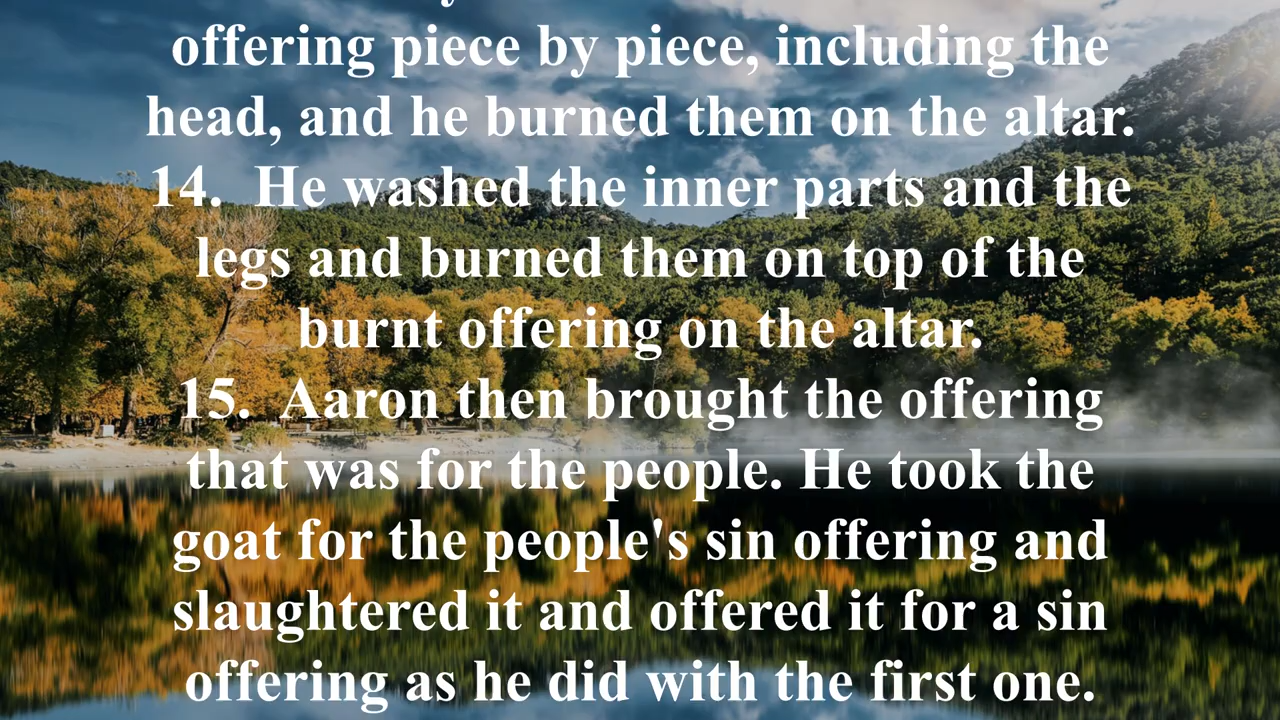 offering piece by piece, including the
head, and he burned them on the altar.
14. He washed the inner parts and the
legs and burned them on top of the
burnt offering on the altar.
15. Aaron then brought the offering
that was for the people. He took the
goat for the people's sin offering and
slaughtered it and offered it for a sin
offering as he did with the first one.